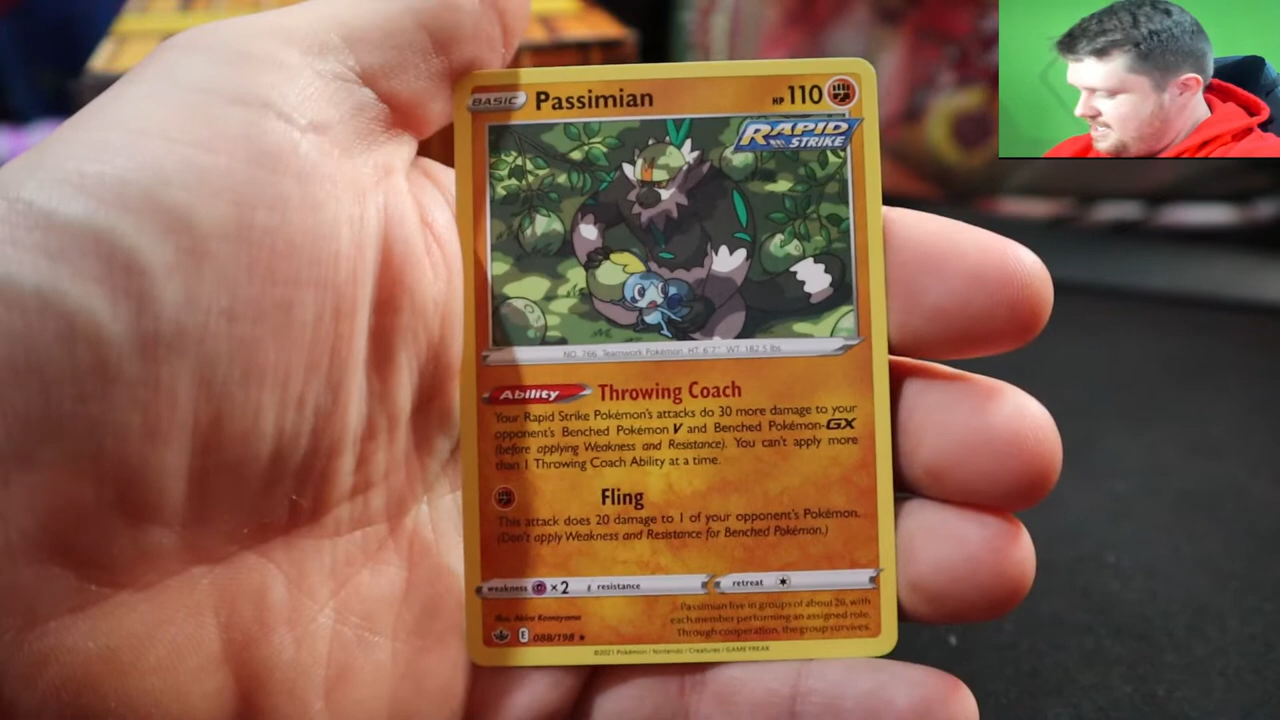 BASIC Passimian HP 110
RAPID
STRIKE
NO. 766 Teamwork Pokémon HT: 6'7" WT: 182.5 lbs.
Ability Throwing Coach
Your Rapid Strike Pokémon's attacks do 30 more damage to your
opponent's Benched Pokémon V and Benched Pokémon-GX
(before applying Weakness and Resistance). You can't apply more
than 1 Throwing Coach Ability at a time.
Fling
This attack does 20 damage to 1 of your opponent's Pokémon.
(Don't apply Weakness and Resistance for Benched Pokémon.)
weakness ×2 resistance retreat
Illus. Akira Komayama
Passimian live in groups of about 20, with
each member performing an assigned role.
Through cooperation, the group survives.
E 088/198 ★
©2021 Pokémon / Nintendo / Creatures / GAME FREAK